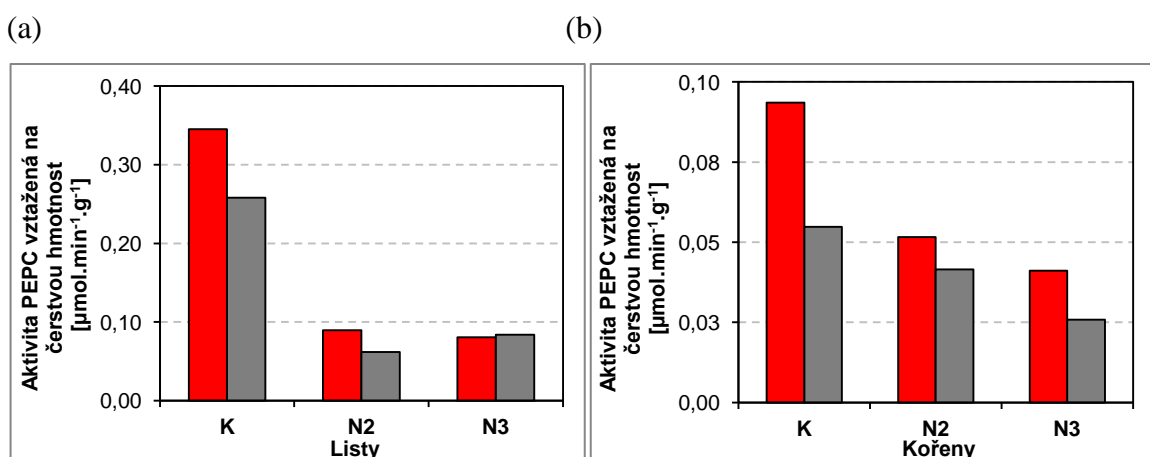 (a)
(b)
Aktivita PEPC vztažená na
čerstvou hmotnost
[µmol.min⁻¹.g⁻¹]
0,40
0,30
0,20
0,10
0,00
K N2 N3
Listy
Aktivita PEPC vztažená na
čerstvou hmotnost
[µmol.min⁻¹.g⁻¹]
0,10
0,08
0,05
0,03
0,00
K N2 N3
Kořeny